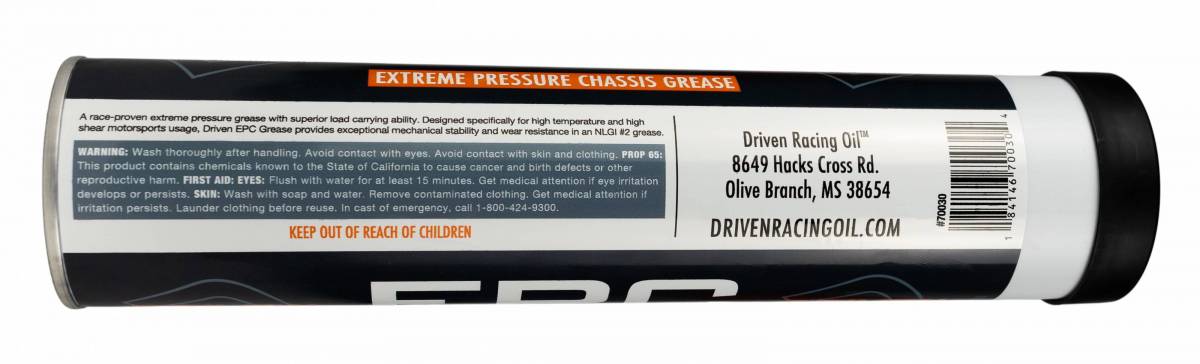 EXTREME PRESSURE CHASSIS GREASE
A race-proven extreme pressure grease with superior load carrying ability. Designed specifically for high temperature and high
shear motorsports usage, Driven EPC Grease provides exceptional mechanical stability and wear resistance in an NLGI #2 grease.
WARNING: Wash thoroughly after handling. Avoid contact with eyes. Avoid contact with skin and clothing. PROP 65:
This product contains chemicals known to the State of California to cause cancer and birth defects or other
reproductive harm. FIRST AID: EYES: Flush with water for at least 15 minutes. Get medical attention if eye irritation
develops or persists. SKIN: Wash with soap and water. Remove contaminated clothing. Get medical attention if
irritation persists. Launder clothing before reuse. In cast of emergency, call 1-800-424-9300.
KEEP OUT OF REACH OF CHILDREN
Driven Racing Oil™
8649 Hacks Cross Rd.
Olive Branch, MS 38654
DRIVENRACINGOIL.COM
#70030
1 84146 70030 4
EPC